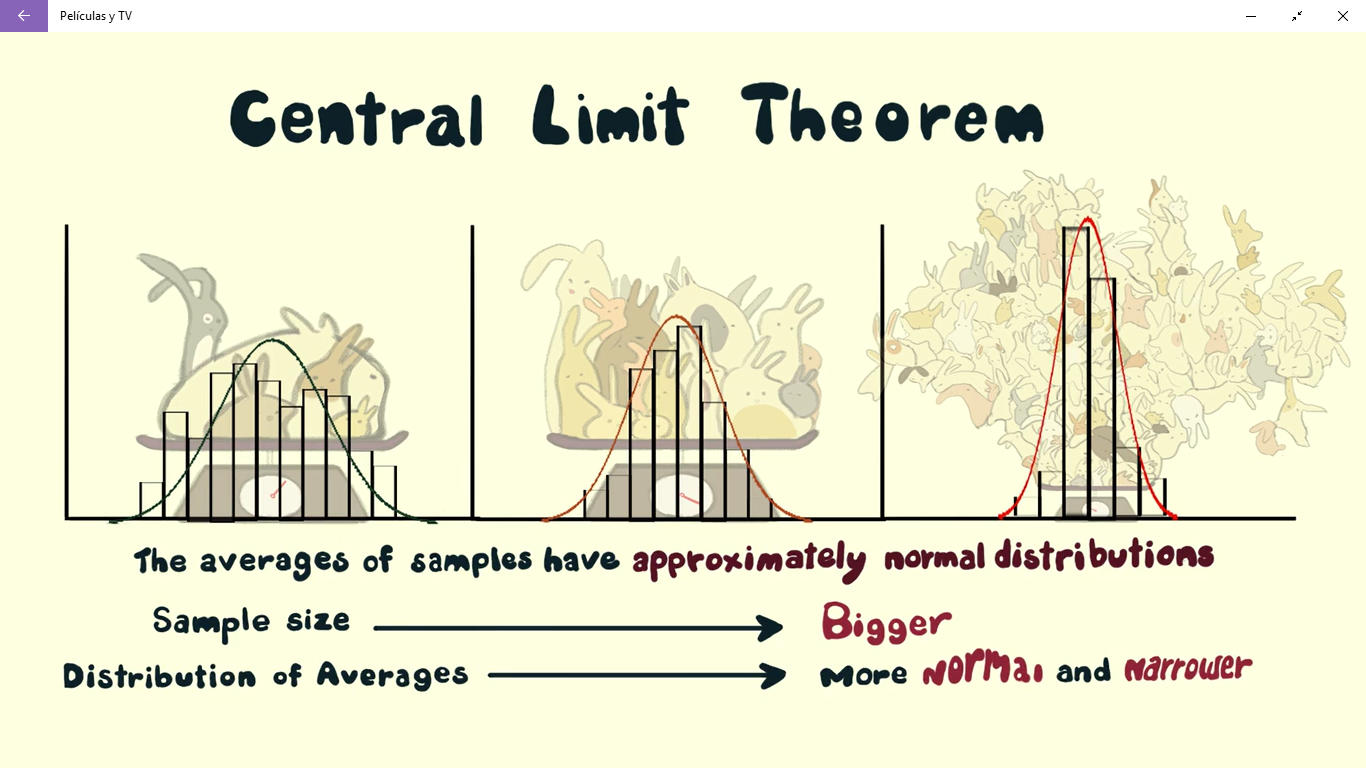 Películas y TV
Central Limit Theorem
The averages of samples have approximately normal distributions
Sample size Bigger
Distribution of Averages More Normal and Narrower